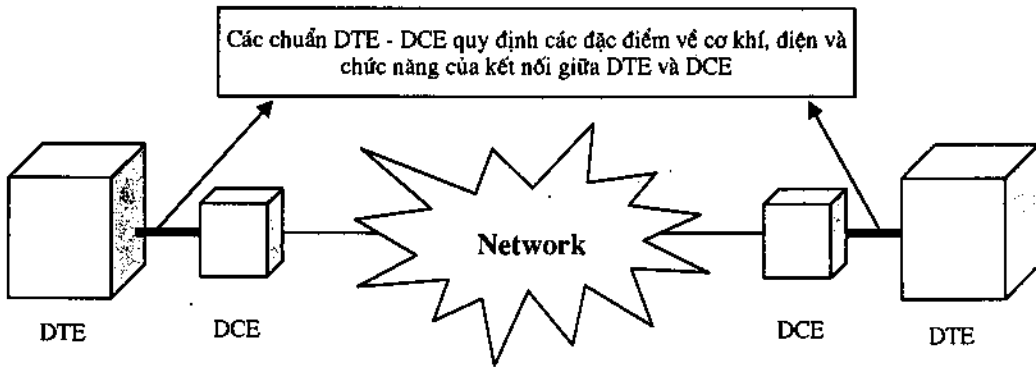 Các chuẩn DTE - DCE quy định các đặc điểm về cơ khí, điện và
chức năng của kết nối giữa DTE và DCE
Network
DTE
DCE
DCE
DTE